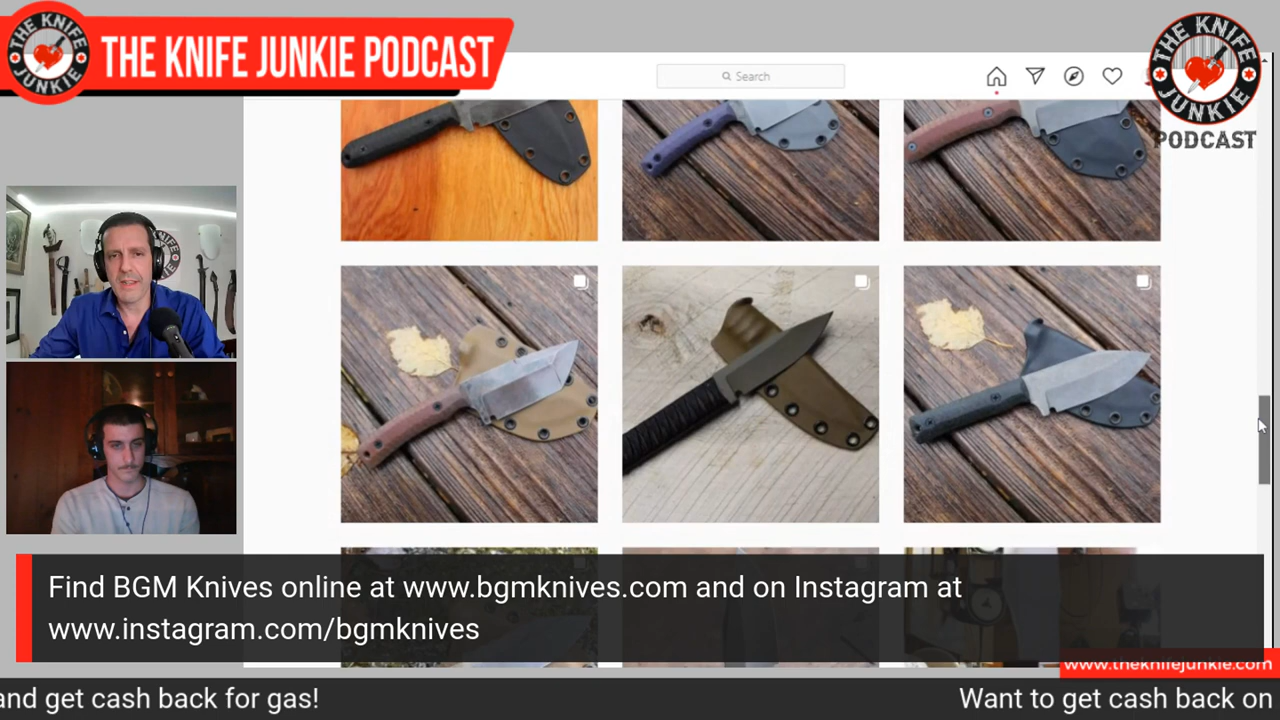 THE KNIFE
JUNKIE
THE KNIFE JUNKIE PODCAST
Search
THE KNIFE
JUNKIE
PODCAST
Find BGM Knives online at www.bgmknives.com and on Instagram at
www.instagram.com/bgmknives
www.theknifejunkie.com
and get cash back for gas!
Want to get cash back on